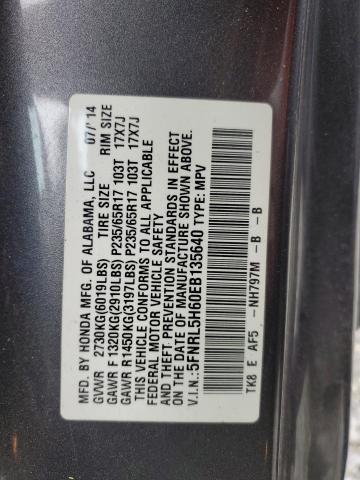 MFD. BY HONDA MFG. OF ALABAMA, LLC 07/'14
GVWR 2730KG(6019LBS) TIRE SIZE RIM SIZE
GAWR F1320KG(2910LBS) P235/65R17 103T 17X7J
GAWR R1450KG(3197LBS) P235/65R17 103T 17X7J
THIS VEHICLE CONFORMS TO ALL APPLICABLE
FEDERAL MOTOR VEHICLE SAFETY
AND THEFT PREVENTION STANDARDS IN EFFECT
ON THE DATE OF MANUFACTURE SHOWN ABOVE.
V.I.N.:5FNRL5H60EB135640 TYPE: MPV
TK8 E AF5 -NH797M -B -B